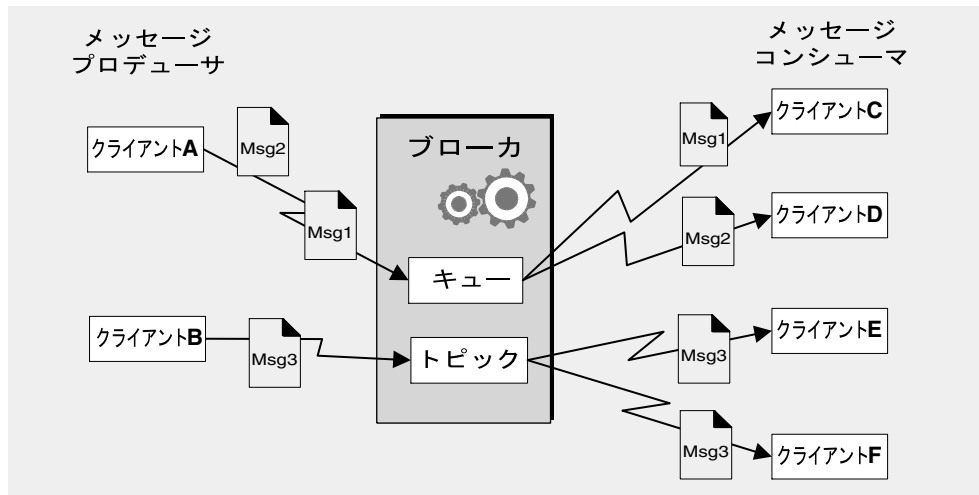 メッセージ
プロデューサ
メッセージ
コンシューマ
クライアントA
Msg2
Msg1
ブローカ
キュー
Msg1
クライアントC
Msg2
クライアントD
クライアントB
Msg3
トピック
Msg3
クライアントE
Msg3
クライアントF